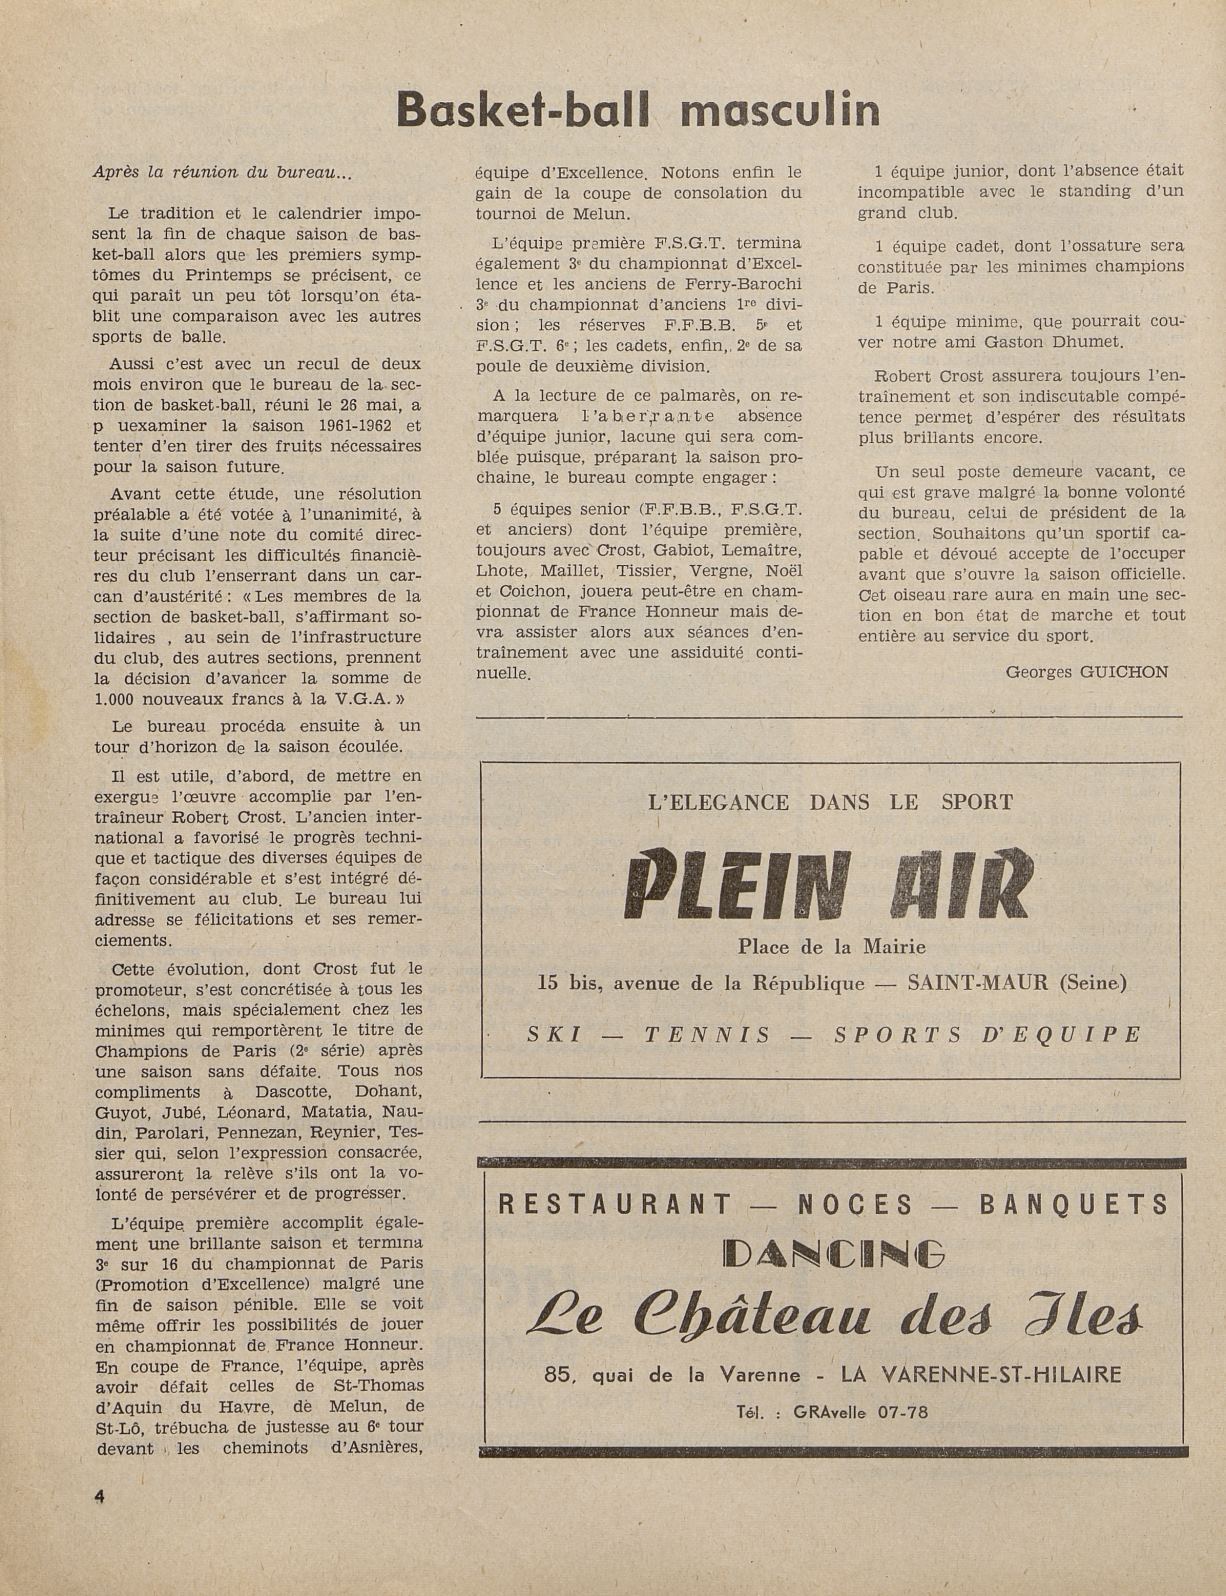 Basket-ball masculin
Après la réunion du bureau...
Le tradition et le calendrier impo-
sent la fin de chaque saison de bas-
ket-ball alors que les premiers symp-
tômes du Printemps se précisent, ce
qui paraît un peu tôt lorsqu'on éta-
blit une comparaison avec les autres
sports de balle.
Aussi c'est avec un recul de deux
mois environ que le bureau de la sec-
tion de basket-ball, réuni le 26 mai, a
p uexaminer la saison 1961-1962 et
tenter d'en tirer des fruits nécessaires
pour la saison future.
Avant cette étude, une résolution
préalable a été votée à l'unanimité, à
la suite d'une note du comité direc-
teur précisant les difficultés financiè-
res du club l'enserrant dans un car-
can d'austérité : « Les membres de la
section de basket-ball, s'affirmant so-
lidaires , au sein de l'infrastructure
du club, des autres sections, prennent
la décision d'avancer la somme de
1.000 nouveaux francs à la V.G.A. »
Le bureau procéda ensuite à un
tour d'horizon de la saison écoulée.
Il est utile, d'abord, de mettre en
exergue l'œuvre accomplie par l'en-
traîneur Robert Crost. L'ancien inter-
national a favorisé le progrès techni-
que et tactique des diverses équipes de
façon considérable et s'est intégré dé-
finitivement au club. Le bureau lui
adresse se félicitations et ses remer-
ciements.
Cette évolution, dont Crost fut le
promoteur, s'est concrétisée à tous les
échelons, mais spécialement chez les
minimes qui remportèrent le titre de
Champions de Paris (2e série) après
une saison sans défaite. Tous nos
compliments à Dascotte, Dohant,
Guyot, Jubé, Léonard, Matatia, Nau-
din, Parolari, Pennezan, Reynier, Tes-
sier qui, selon l'expression consacrée,
assureront la relève s'ils ont la vo-
lonté de persévérer et de progresser.
L'équipe première accomplit égale-
ment une brillante saison et termina
3e sur 16 du championnat de Paris
(Promotion d'Excellence) malgré une
fin de saison pénible. Elle se voit
même offrir les possibilités de jouer
en championnat de France Honneur.
En coupe de France, l'équipe, après
avoir défait celles de St-Thomas
d'Aquin du Havre, de Melun, de
St-Lô, trébucha de justesse au 6e tour
devant les cheminots d'Asnières,
équipe d'Excellence. Notons enfin le
gain de la coupe de consolation du
tournoi de Melun.
L'équipe première F.S.G.T. termina
également 3e du championnat d'Excel-
lence et les anciens de Ferry-Barochi
3e du championnat d'anciens 1re divi-
sion ; les réserves F.F.B.B. 5e et
F.S.G.T. 6e ; les cadets, enfin, 2e de sa
poule de deuxième division.
A la lecture de ce palmarès, on re-
marquera l'aberrante absence
d'équipe junior, lacune qui sera com-
blée puisque, préparant la saison pro-
chaine, le bureau compte engager :
5 équipes senior (F.F.B.B., F.S.G.T.
et anciens) dont l'équipe première,
toujours avec Crost, Gabiot, Lemaître,
Lhote, Maillet, Tissier, Vergne, Noël
et Coichon, jouera peut-être en cham-
pionnat de France Honneur mais de-
vra assister alors aux séances d'en-
traînement avec une assiduité conti-
nuelle.
1 équipe junior, dont l'absence était
incompatible avec le standing d'un
grand club.
1 équipe cadet, dont l'ossature sera
constituée par les minimes champions
de Paris.
1 équipe minime, que pourrait cou-
ver notre ami Gaston Dhumet.
Robert Crost assurera toujours l'en-
traînement et son indiscutable compé-
tence permet d'espérer des résultats
plus brillants encore.
Un seul poste demeure vacant, ce
qui est grave malgré la bonne volonté
du bureau, celui de président de la
section. Souhaitons qu'un sportif ca-
pable et dévoué accepte de l'occuper
avant que s'ouvre la saison officielle.
Cet oiseau rare aura en main une sec-
tion en bon état de marche et tout
entière au service du sport.
Georges GUICHON
L'ELEGANCE DANS LE SPORT
PLEIN AIR
Place de la Mairie
15 bis, avenue de la République — SAINT-MAUR (Seine)
SKI — TENNIS — SPORTS D'EQUIPE
RESTAURANT — NOCES — BANQUETS
DANCING
Le Château des Iles
85, quai de la Varenne - LA VARENNE-ST-HILAIRE
Tél. : GRAvelle 07-78
4